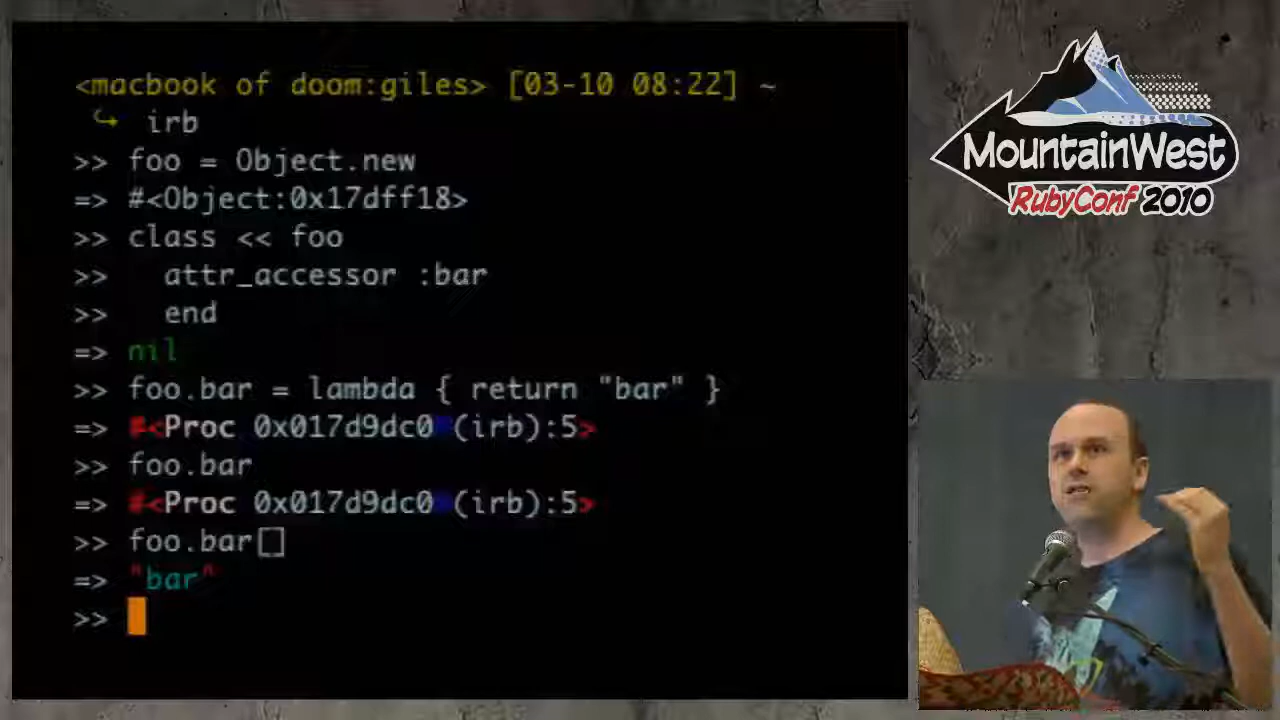 <macbook of doom:giles> [03-10 08:22] ~
↪ irb
>> foo = Object.new
=> #<Object:0x17dff18>
>> class << foo
>>   attr_accessor :bar
>>   end
=> nil
>> foo.bar = lambda { return "bar" }
=> #<Proc 0x017d9dc0 (irb):5>
>> foo.bar
=> #<Proc 0x017d9dc0 (irb):5>
>> foo.bar[]
=> "bar"
>>
MountainWest
RubyConf 2010